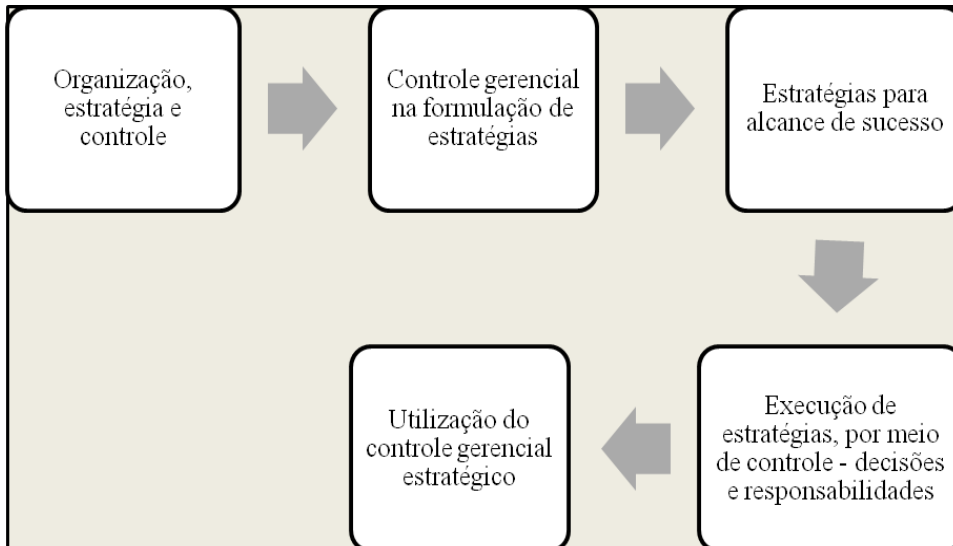 Organização,
estratégia e
controle
Controle gerencial
na formulação de
estratégias
Estratégias para
alcance de sucesso
Execução de
estratégias, por meio
de controle - decisões
e responsabilidades
Utilização do
controle gerencial
estratégico